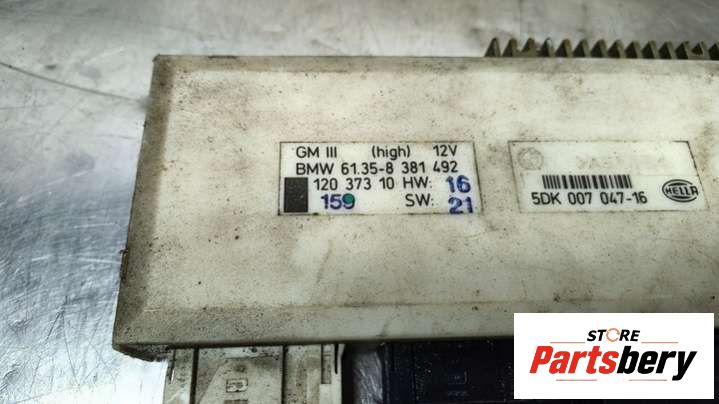 GM III (high) 12V
BMW 61.35-8 381 492
120 373 10 HW: 16
159 SW: 21
5DK 007 047-16
HELLA
STORE
Partsbery